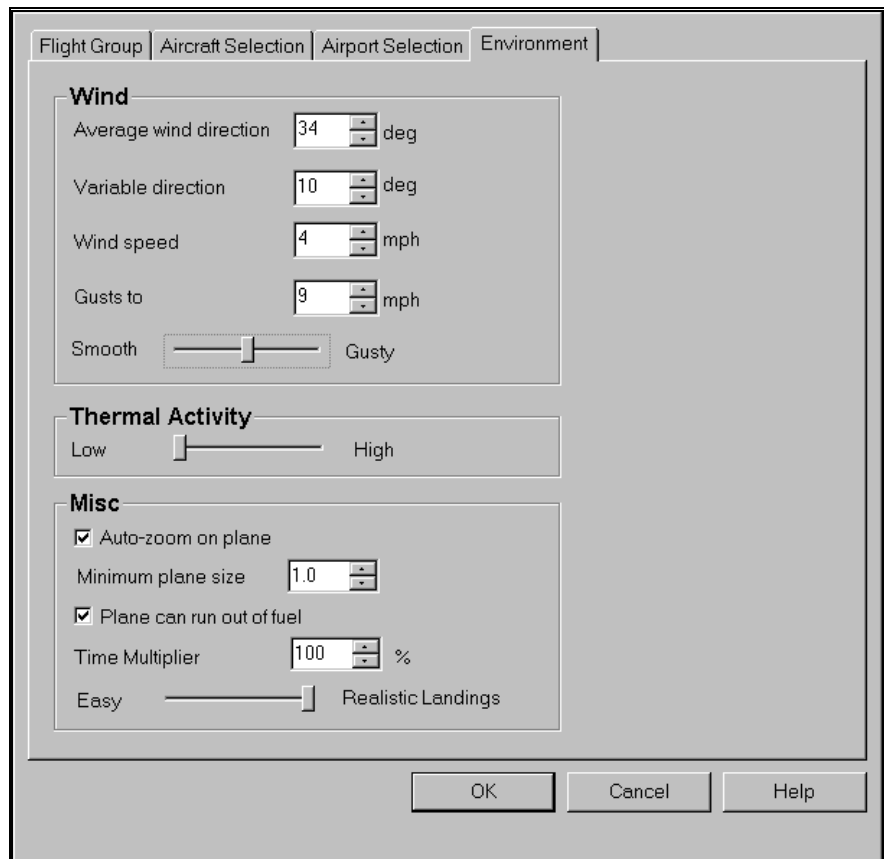 Flight Group Aircraft Selection Airport Selection Environment
Wind
Average wind direction 34 deg
Variable direction 10 deg
Wind speed 4 mph
Gusts to 9 mph
Smooth Gusty
Thermal Activity
Low High
Misc
Auto-zoom on plane
Minimum plane size 1.0
Plane can run out of fuel
Time Multiplier 100 %
Easy Realistic Landings
OK Cancel Help